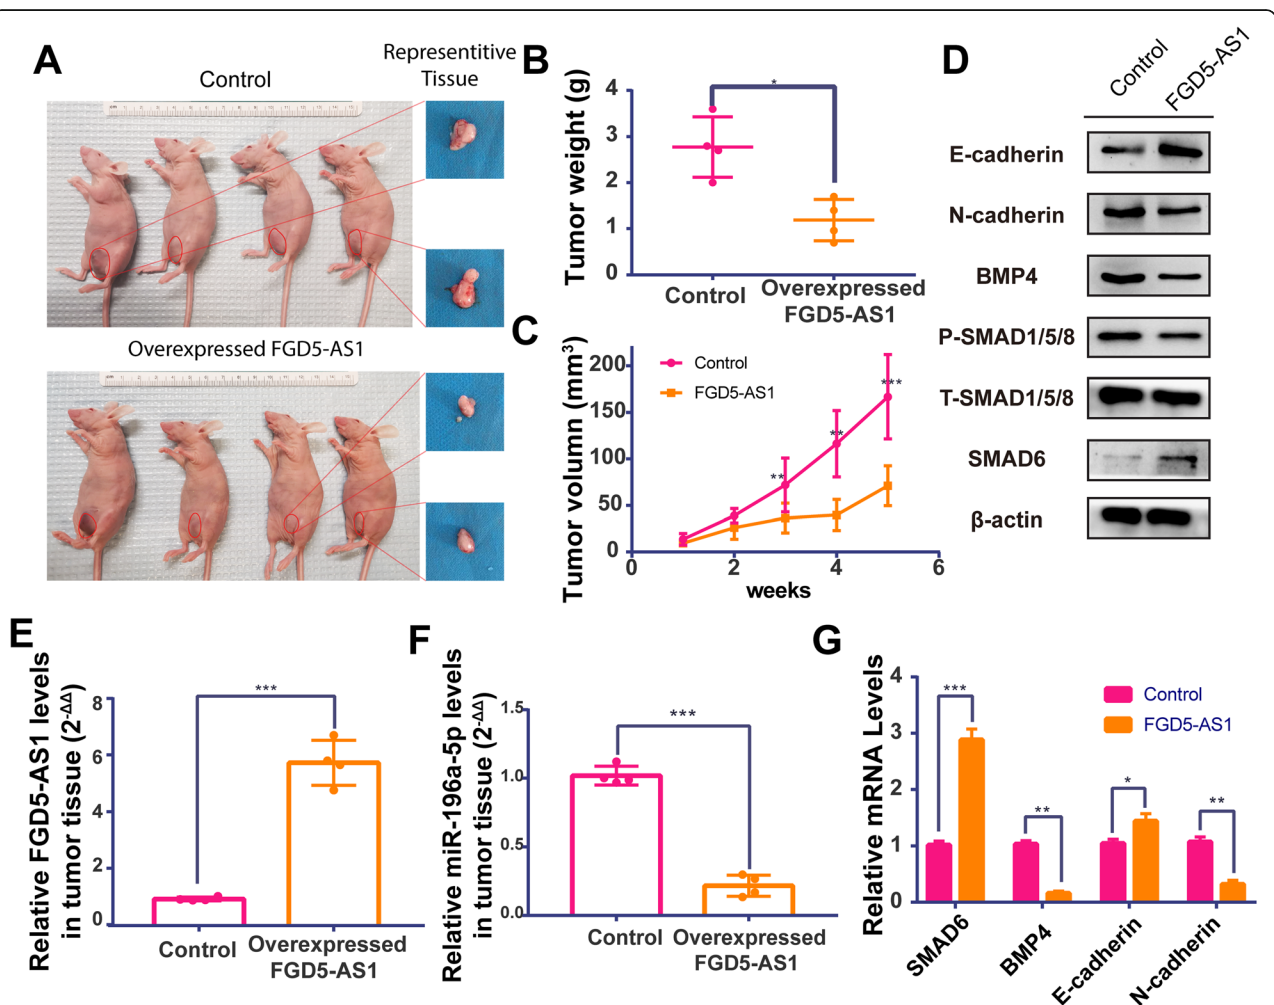 A
Control
Representitive
Tissue
Overexpressed FGD5-AS1
B
Tumor weight (g)
4
3
2
1
0
*
Control
Overexpressed
FGD5-AS1
C
Tumor volumn (mm³)
200
150
100
50
0
Control
FGD5-AS1
**
**
***
0
2
4
6
weeks
D
Control
FGD5-AS1
E-cadherin
N-cadherin
BMP4
P-SMAD1/5/8
T-SMAD1/5/8
SMAD6
β-actin
E
Relative FGD5-AS1 levels
in tumor tissue (2-ΔΔ)
8
6
4
2
0
***
Control
Overexpressed
FGD5-AS1
F
Relative miR-196a-5p levels
in tumor tissue (2-ΔΔ)
1.5
1.0
0.5
0.0
***
Control
Overexpressed
FGD5-AS1
G
Relative mRNA Levels
4
3
2
1
0
Control
FGD5-AS1
***
**
*
**
SMAD6
BMP4
E-cadherin
N-cadherin